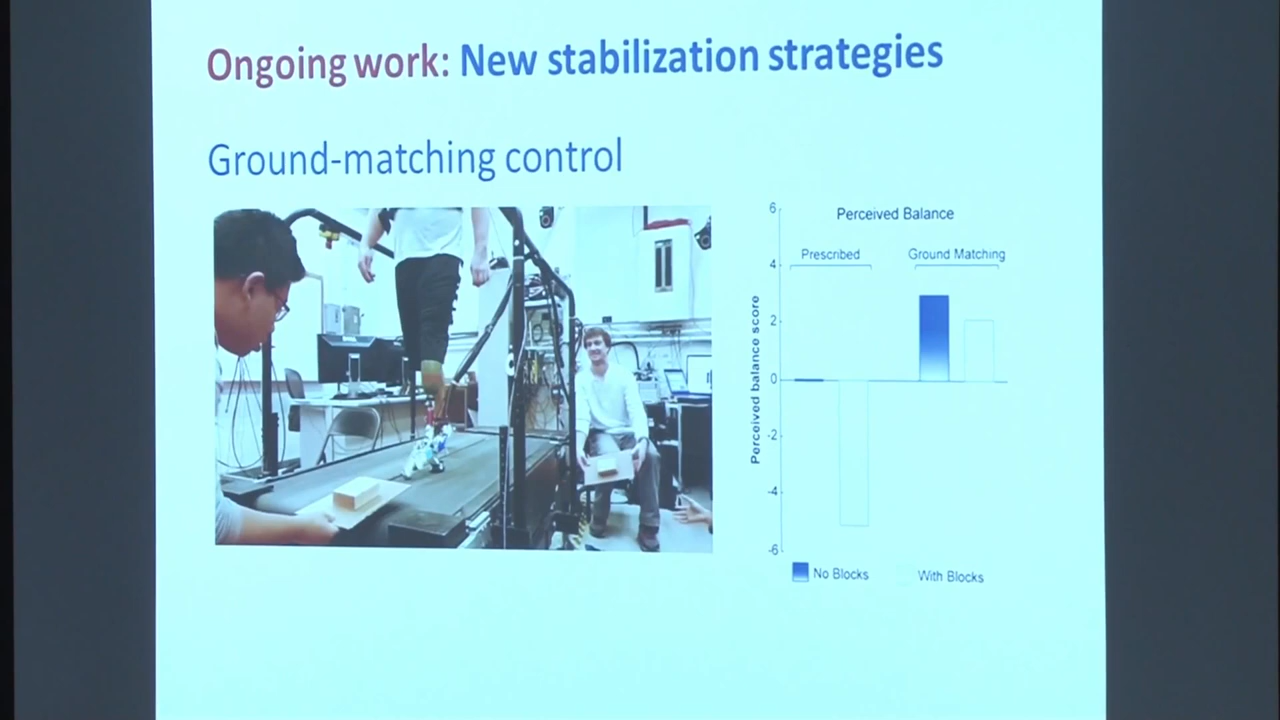 Ongoing work: New stabilization strategies
Ground-matching control
Perceived Balance
Prescribed
Ground Matching
Perceived balance score
6
4
2
0
-2
-4
-6
No Blocks
With Blocks